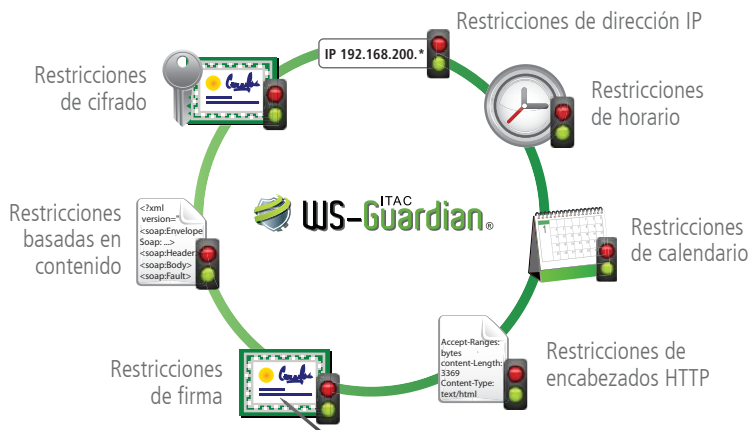 Restricciones de dirección IP
IP 192.168.200.*
Restricciones
de horario
Restricciones
de calendario
Restricciones de
encabezados HTTP
Accept-Ranges:
bytes
content-Length:
3369
Content-Type:
text/html
Restricciones
de firma
Restricciones
basadas en
contenido
<?xml
version="
<soap:Envelope
Soap: ...>
<soap:Header
<soap:Body>
<soap:Fault>
Restricciones
de cifrado
ITAC
WS-Guardian®